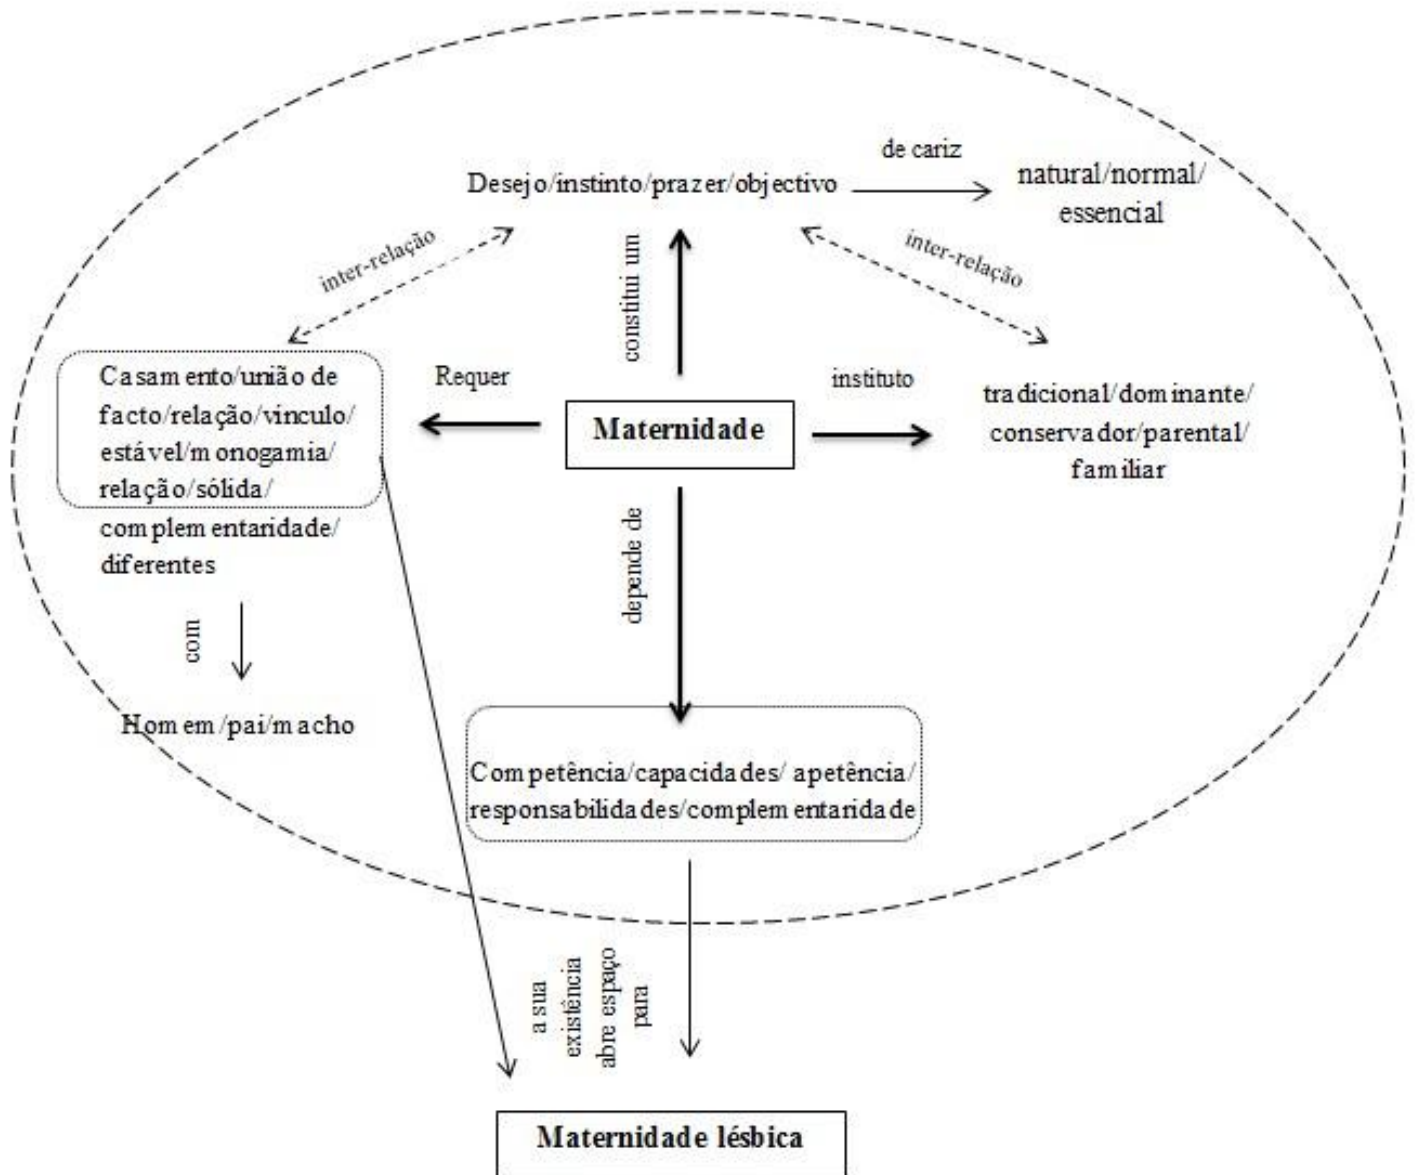 de cariz
Desejo/instinto/prazer/objectivo
natural/normal/
essencial
inter-relação
constitui um
inter-relação
Casamento/união de
facto/relação/vinculo/
estável/monogamia/
relação/sólida/
complementaridade/
diferentes
Requer
Maternidade
instituto
tradicional/dominante/
conservador/parental/
familiar
depende de
com
Homem/pai/macho
Competência/capacidades/ apetência/
responsabilidades/complementaridade
a sua
existência
abre espaço
para
Maternidade lésbica